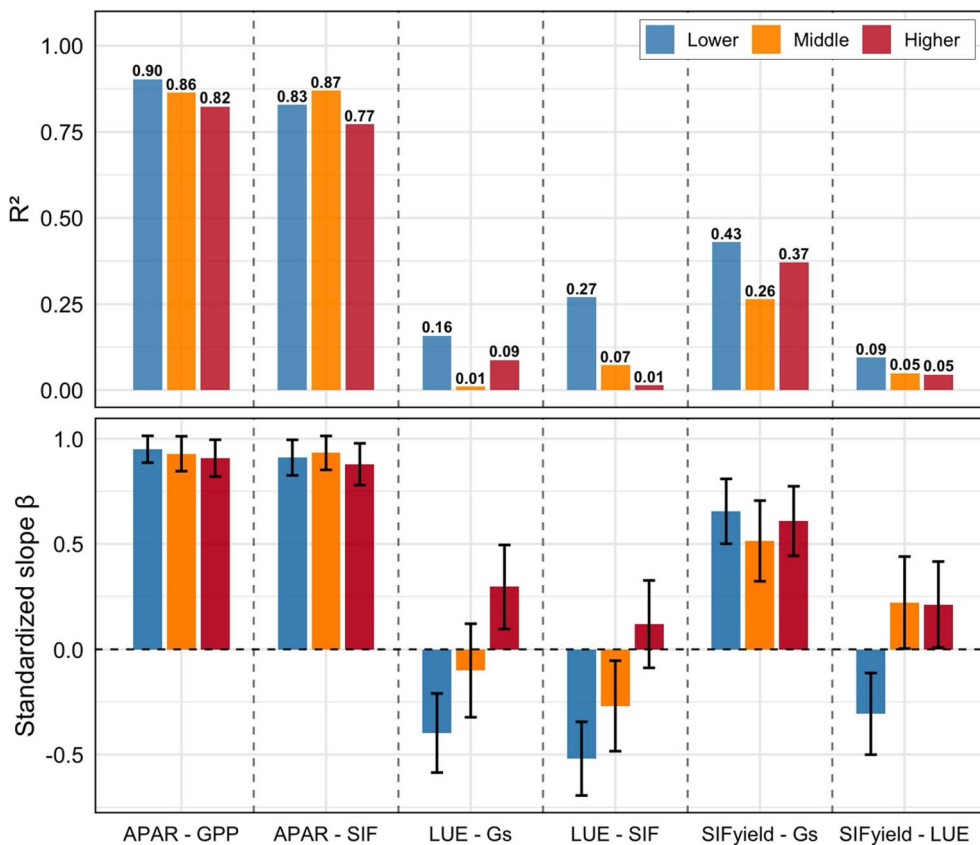 Lower Middle Higher
1.00
0.75
0.50
0.25
0.00
R²
0.90 0.86 0.82
0.83 0.87 0.77
0.16 0.01 0.09
0.27 0.07 0.01
0.43 0.26 0.37
0.09 0.05 0.05
1.0
0.5
0.0
-0.5
Standardized slope β
APAR - GPP APAR - SIF LUE - Gs LUE - SIF SIFyield - Gs SIFyield - LUE